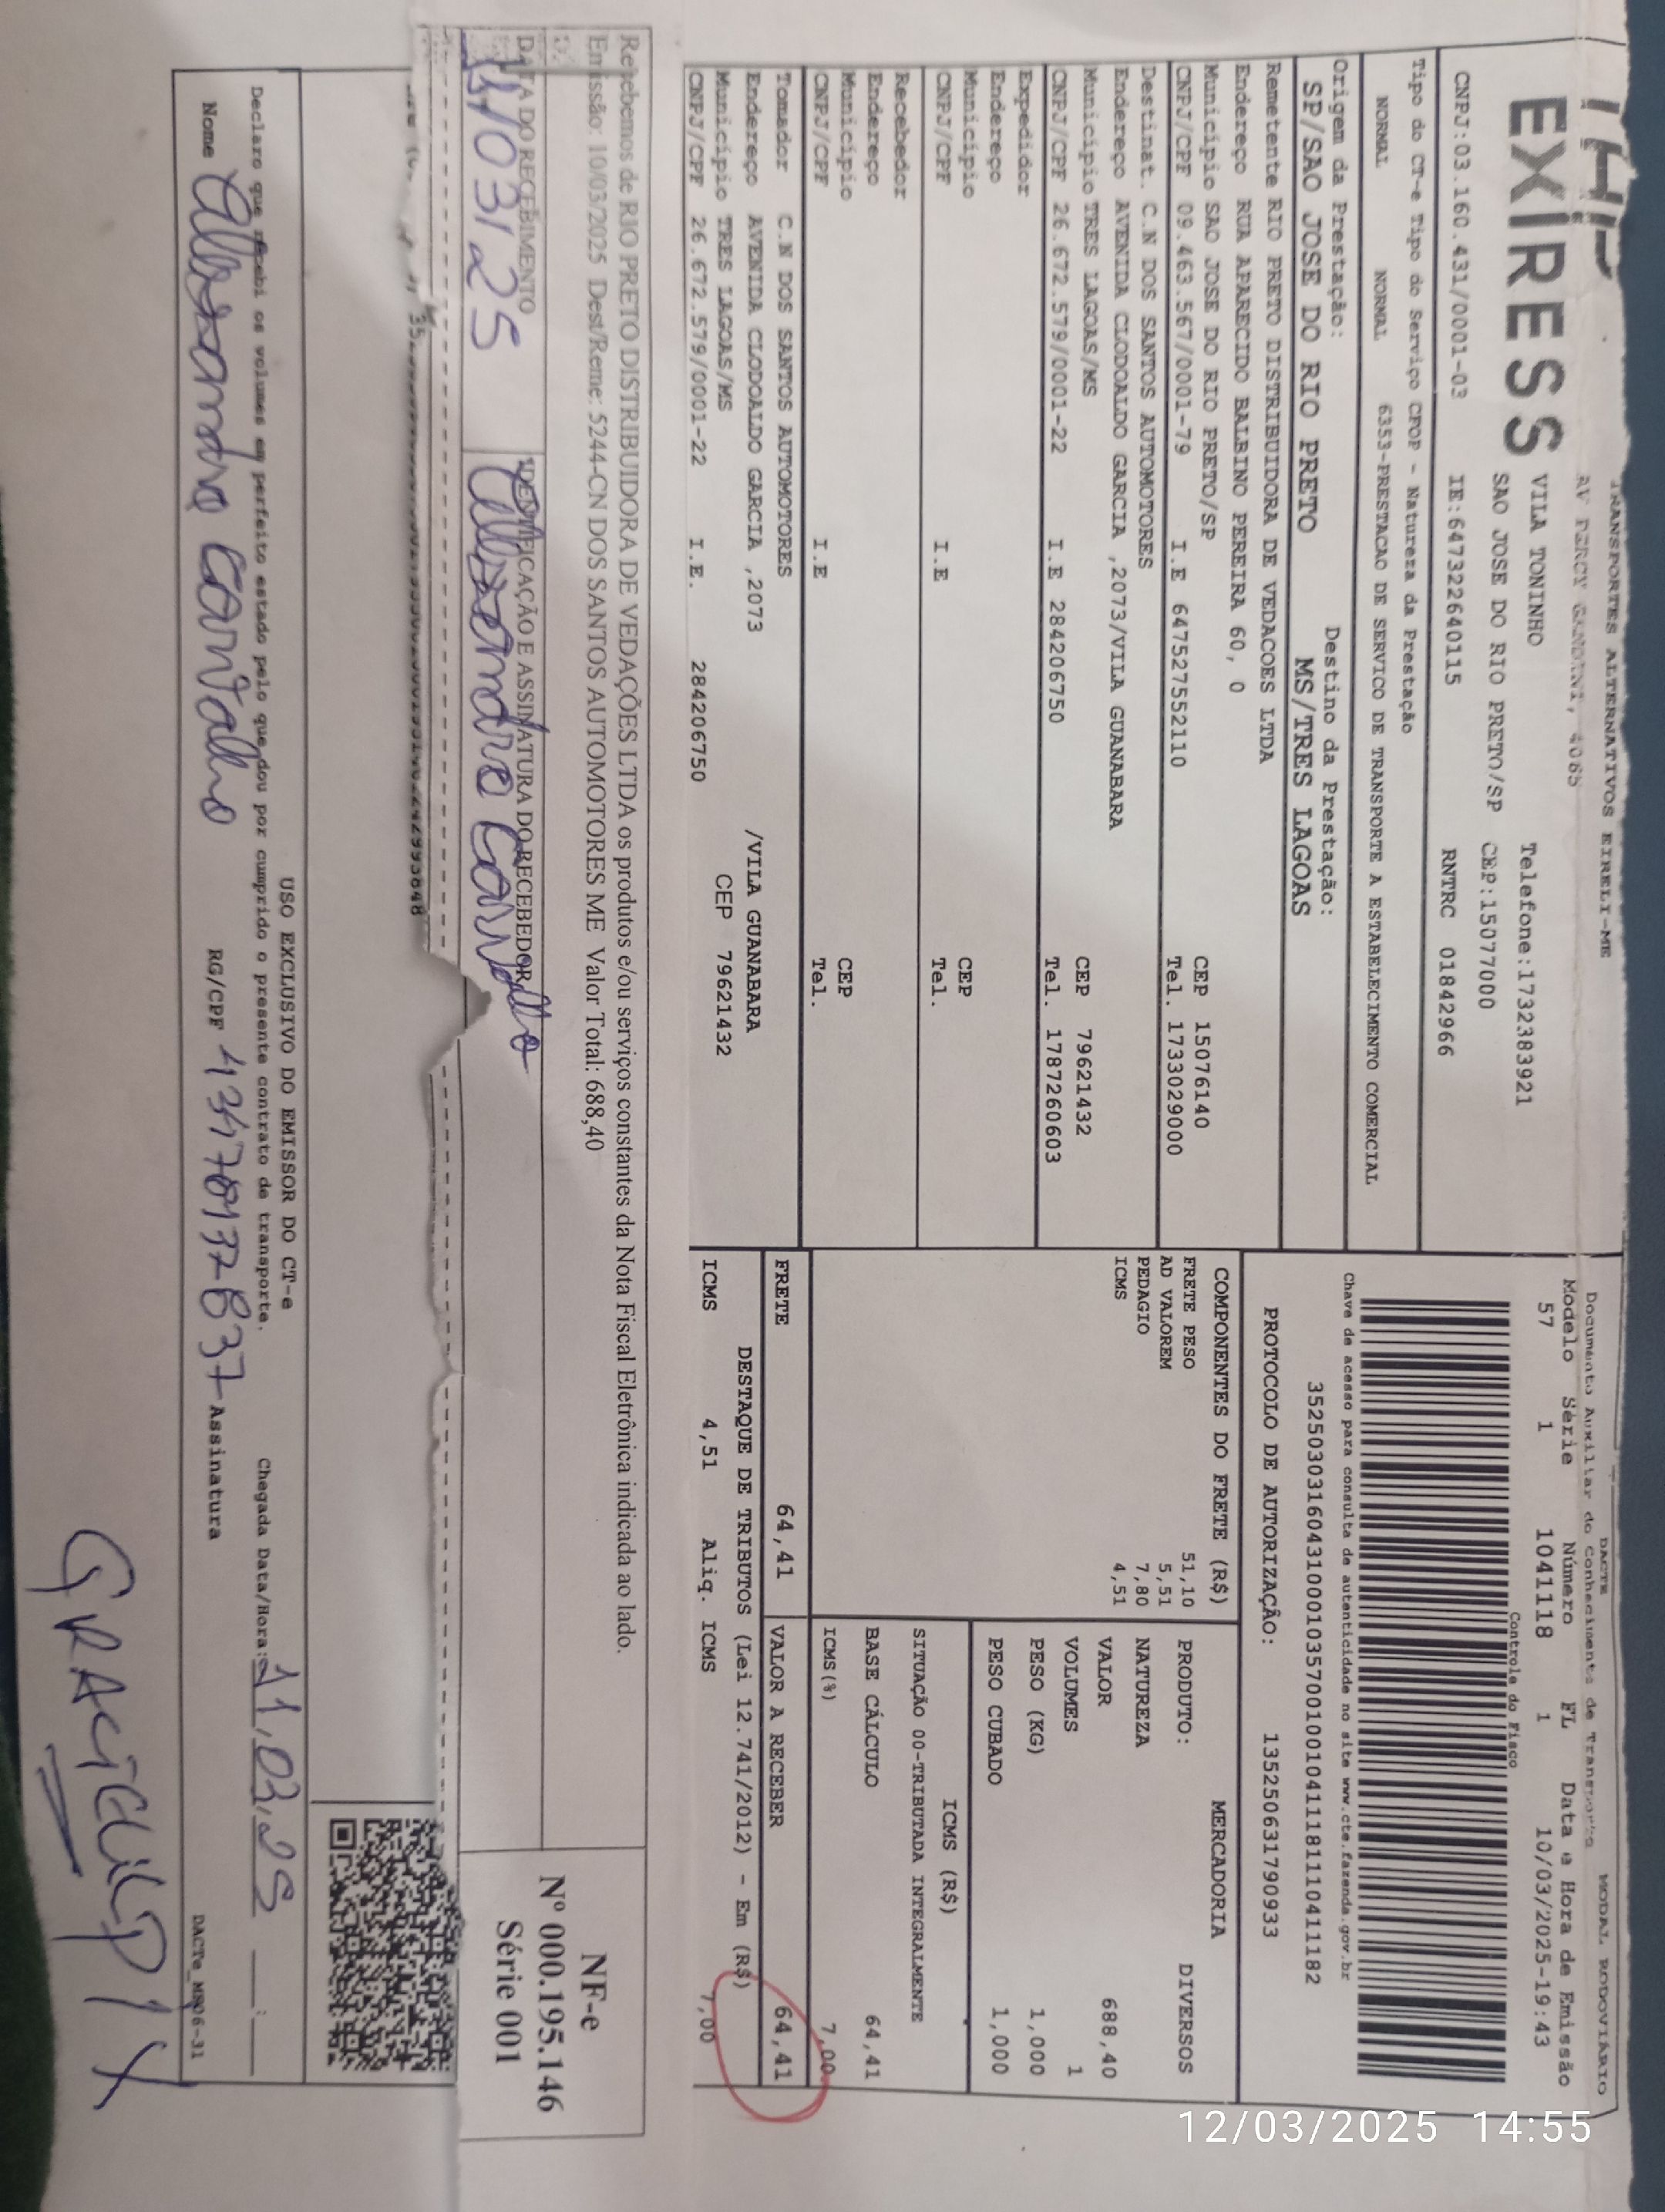 THP
EXPRESS
TRANSPORTES ALTERNATIVOS EIRELI-ME
AV PERCY GANDINI, 4085
VILA TONINHO Telefone:1732383921
SAO JOSE DO RIO PRETO/SP CEP:15077000
CNPJ:03.160.431/0001-03 IE:647322640115 RNTRC 01842966
Tipo do CT-e Tipo do Serviço CFOP - Natureza da Prestação
NORMAL NORMAL 6353-PRESTACAO DE SERVICO DE TRANSPORTE A ESTABELECIMENTO COMERCIAL
Origem da Prestação: Destino da Prestação:
SP/SAO JOSE DO RIO PRETO MS/TRES LAGOAS
Remetente RIO PRETO DISTRIBUIDORA DE VEDACOES LTDA
Endereço RUA APARECIDO BALBINO PEREIRA 60, 0
Município SAO JOSE DO RIO PRETO/SP CEP 15076140
CNPJ/CPF 09.463.567/0001-79 I.E 647527552110 Tel. 1733029000
Destinat. C.N DOS SANTOS AUTOMOTORES
Endereço AVENIDA CLODOALDO GARCIA ,2073/VILA GUANABARA
Município TRES LAGOAS/MS CEP 79621432
CNPJ/CPF 26.672.579/0001-22 I.E 284206750 Tel. 1787260603
Expedidor
Endereço
Município CEP
CNPJ/CPF I.E Tel.
Recebedor
Endereço
Município CEP
CNPJ/CPF I.E Tel.
Tomador C.N DOS SANTOS AUTOMOTORES
Endereço AVENIDA CLODOALDO GARCIA ,2073 /VILA GUANABARA
Município TRES LAGOAS/MS CEP 79621432
CNPJ/CPF 26.672.579/0001-22 I.E. 284206750
DACTE MODAL RODOVIÁRIO
Documento Auxiliar do Conhecimento de Transporte
Modelo Série Número FL Data e Hora de Emissão
57 1 1041118 1 10/03/2025-19:43
Controle do Fisco
Chave de acesso para consulta de autenticidade no site www.cte.fazenda.gov.br
35250303160431000103570010010411181110411182
PROTOCOLO DE AUTORIZAÇÃO: 135250631790933
COMPONENTES DO FRETE (R$)
FRETE PESO 51,10
AD VALOREM 5,51
PEDAGIO 7,80
ICMS 4,51
MERCADORIA
PRODUTO: DIVERSOS
NATUREZA
VALOR 688,40
VOLUMES 1
PESO (KG) 1,000
PESO CUBADO 1,000
ICMS (R$)
SITUAÇÃO 00-TRIBUTADA INTEGRALMENTE
BASE CÁLCULO 64,41
ICMS(%) 7,00
FRETE 64,41 VALOR A RECEBER 64,41
DESTAQUE DE TRIBUTOS (Lei 12.741/2012) - Em (R$)
ICMS 4,51 Aliq. ICMS 7,00
Recebemos de RIO PRETO DISTRIBUIDORA DE VEDAÇÕES LTDA os produtos e/ou serviços constantes da Nota Fiscal Eletrônica indicada ao lado.
Emissão: 10/03/2025 Dest/Reme: 5244-CN DOS SANTOS AUTOMOTORES ME Valor Total: 688,40
DATA DO RECEBIMENTO IDENTIFICAÇÃO E ASSINATURA DO RECEBEDOR
11/03/25 Alessandro Carvalho
NF-e
Nº 000.195.146
Série 001
USO EXCLUSIVO DO EMISSOR DO CT-e
Declaro que recebi os volumes em perfeito estado pelo que dou por cumprido o presente contrato de transporte.
Chegada Data/Hora: 11,03,25 :
Nome Alessandro Carvalho RG/CPF Assinatura
DACTe_MS06-31
12/03/2025 14:55